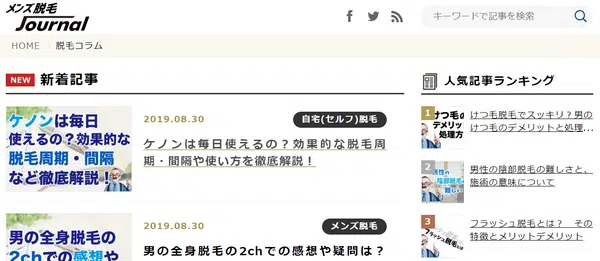 メンズ脱毛
Journal
キーワードで記事を検索
HOME 脱毛コラム
NEW 新着記事
ケノンは毎日
使えるの？効果的な
脱毛周期・間隔
など徹底解説！
2019.08.30
自宅(セルフ)脱毛
ケノンは毎日使えるの？効果的な脱毛周
期・間隔や使い方を徹底解説！
男の全身脱毛の
2chでの感想や
2019.08.30
メンズ脱毛
男の全身脱毛の2chでの感想や疑問は？
人気記事ランキング
1
けつ毛の
デメリット
処理方
けつ毛脱毛でスッキリ？男の
けつ毛のデメリットと処理...
2
男性の
陰部脱毛
難しい
男性の陰部脱毛の難しさと、
施術の意味について
3
フラッシュ
脱毛とは
フラッシュ脱毛とは？ その
特徴とメリットデメリット